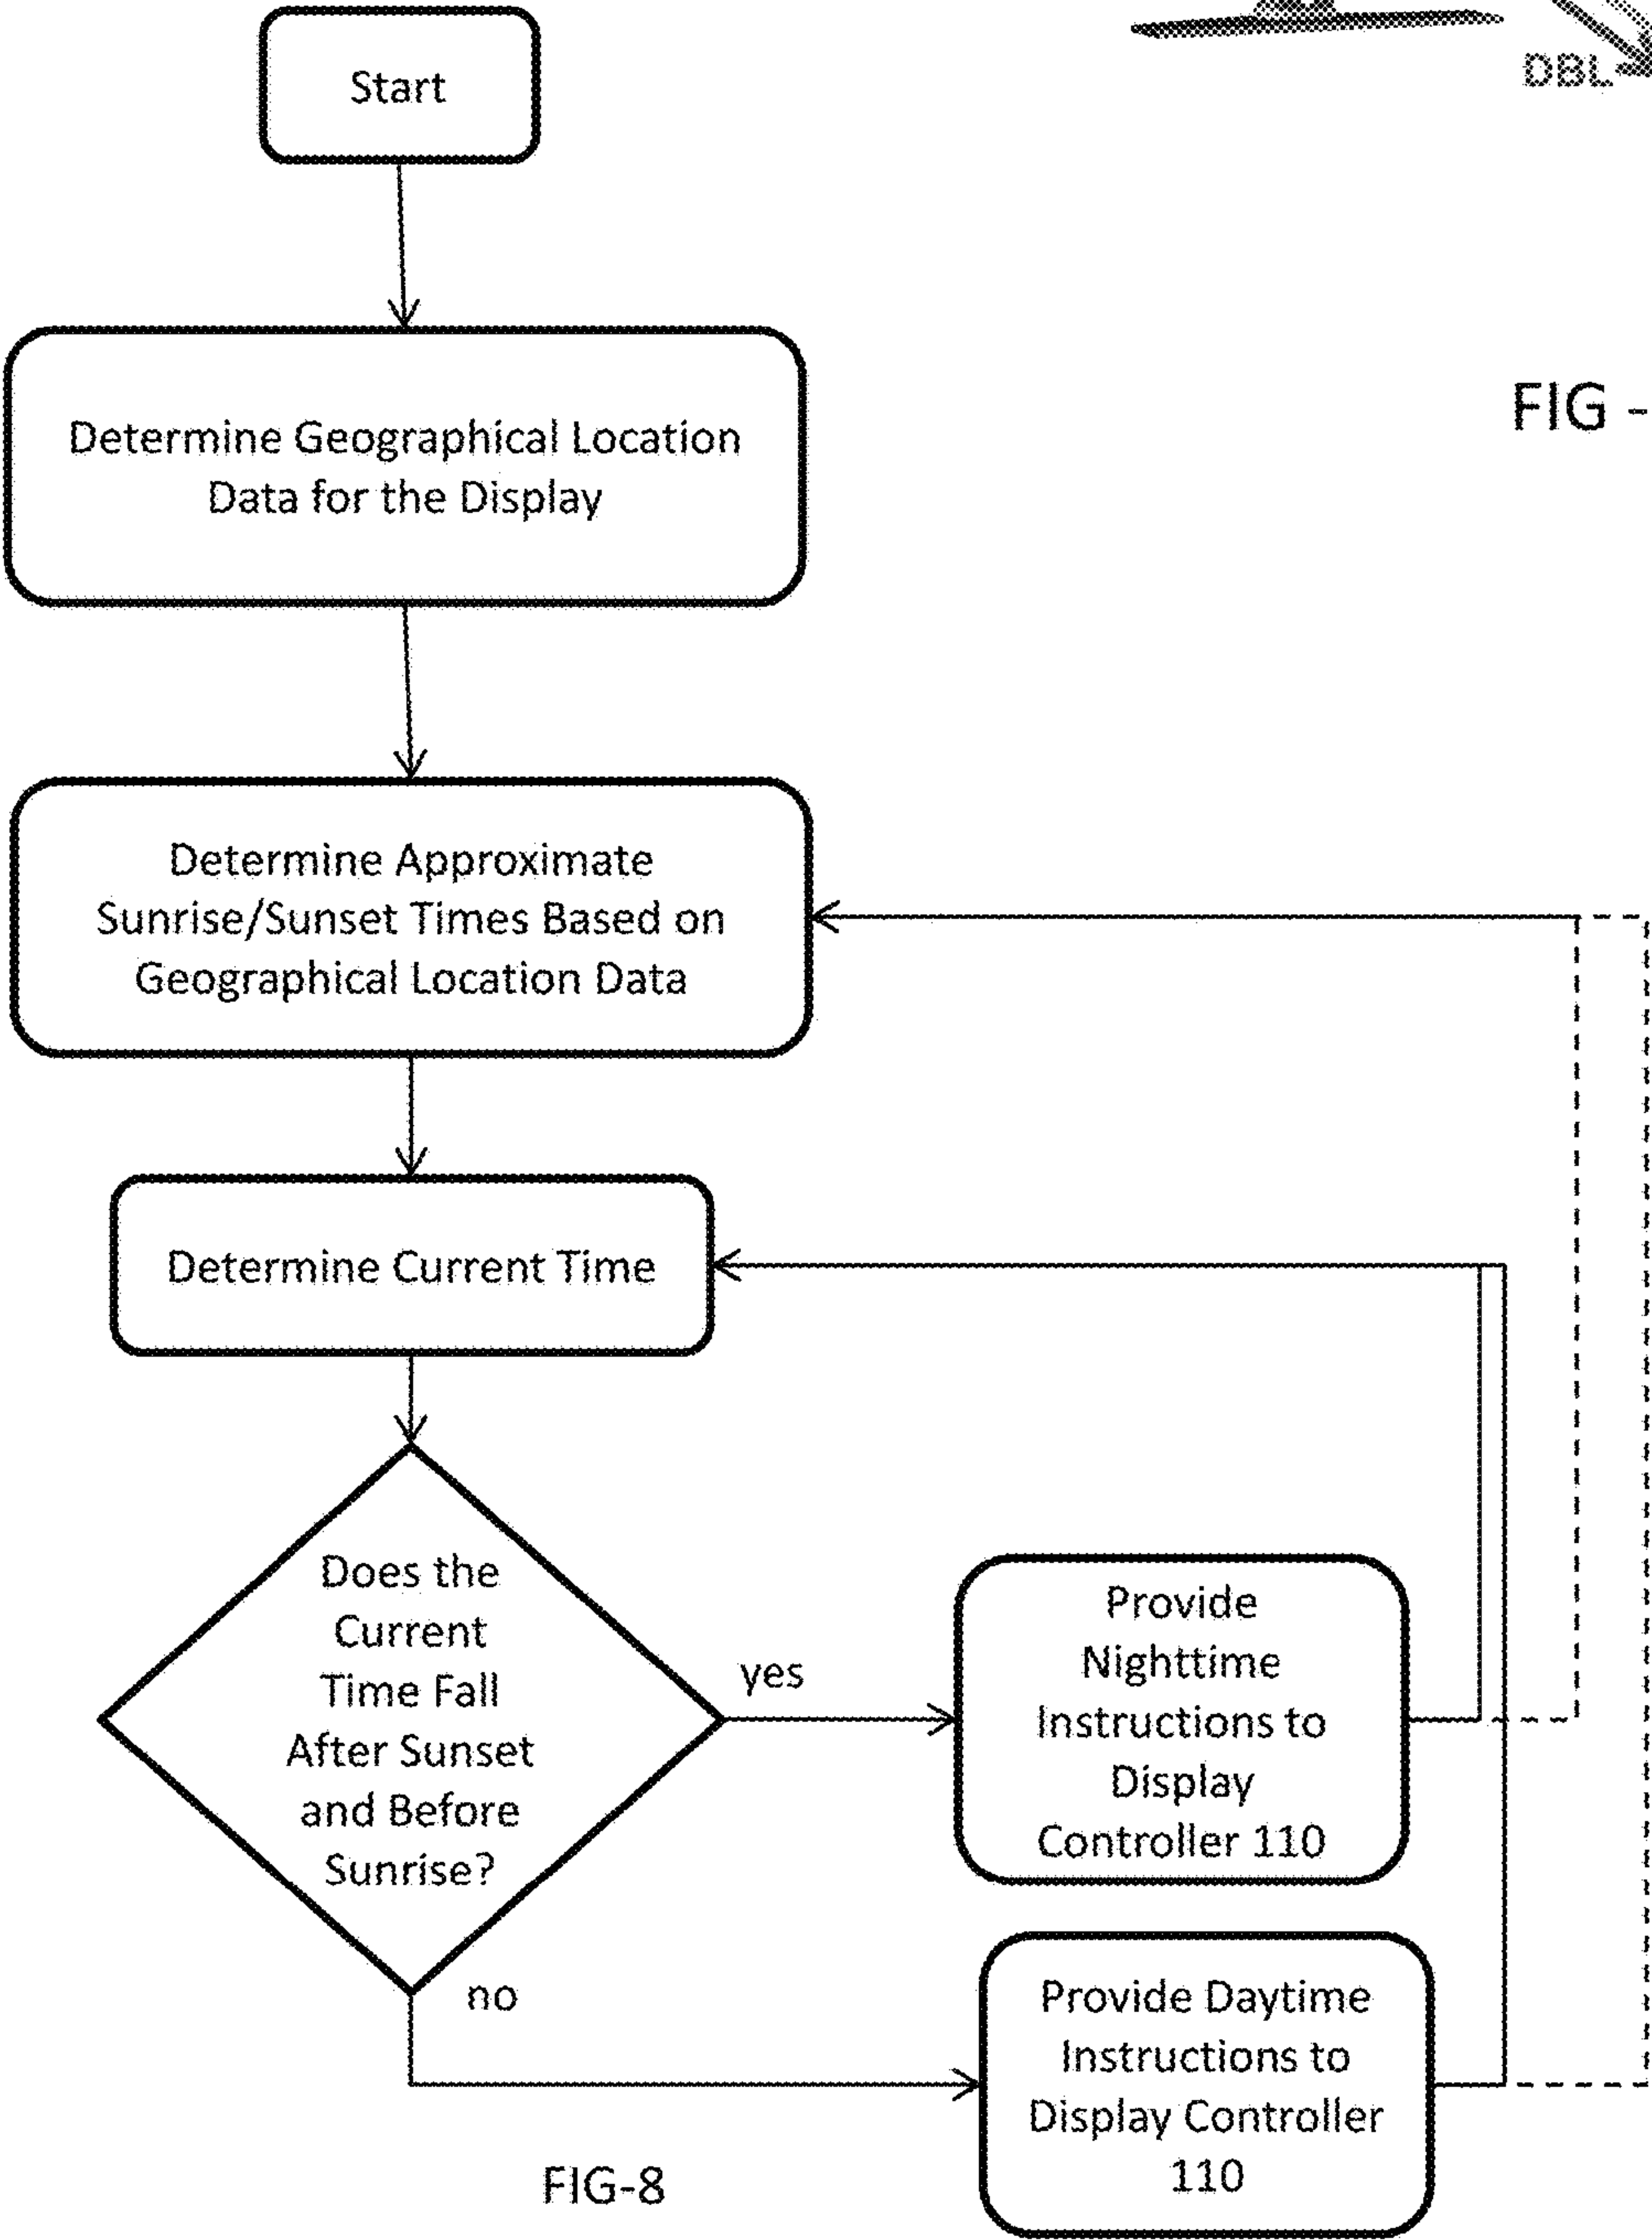 Start
DBL
Determine Geographical Location
Data for the Display
FIG -
Determine Approximate
Sunrise/Sunset Times Based on
Geographical Location Data
Determine Current Time
Does the
Current
Time Fall
After Sunset
and Before
Sunrise?
yes
Provide
Nighttime
Instructions to
Display
Controller 110
no
Provide Daytime
Instructions to
Display Controller
110
FIG-8